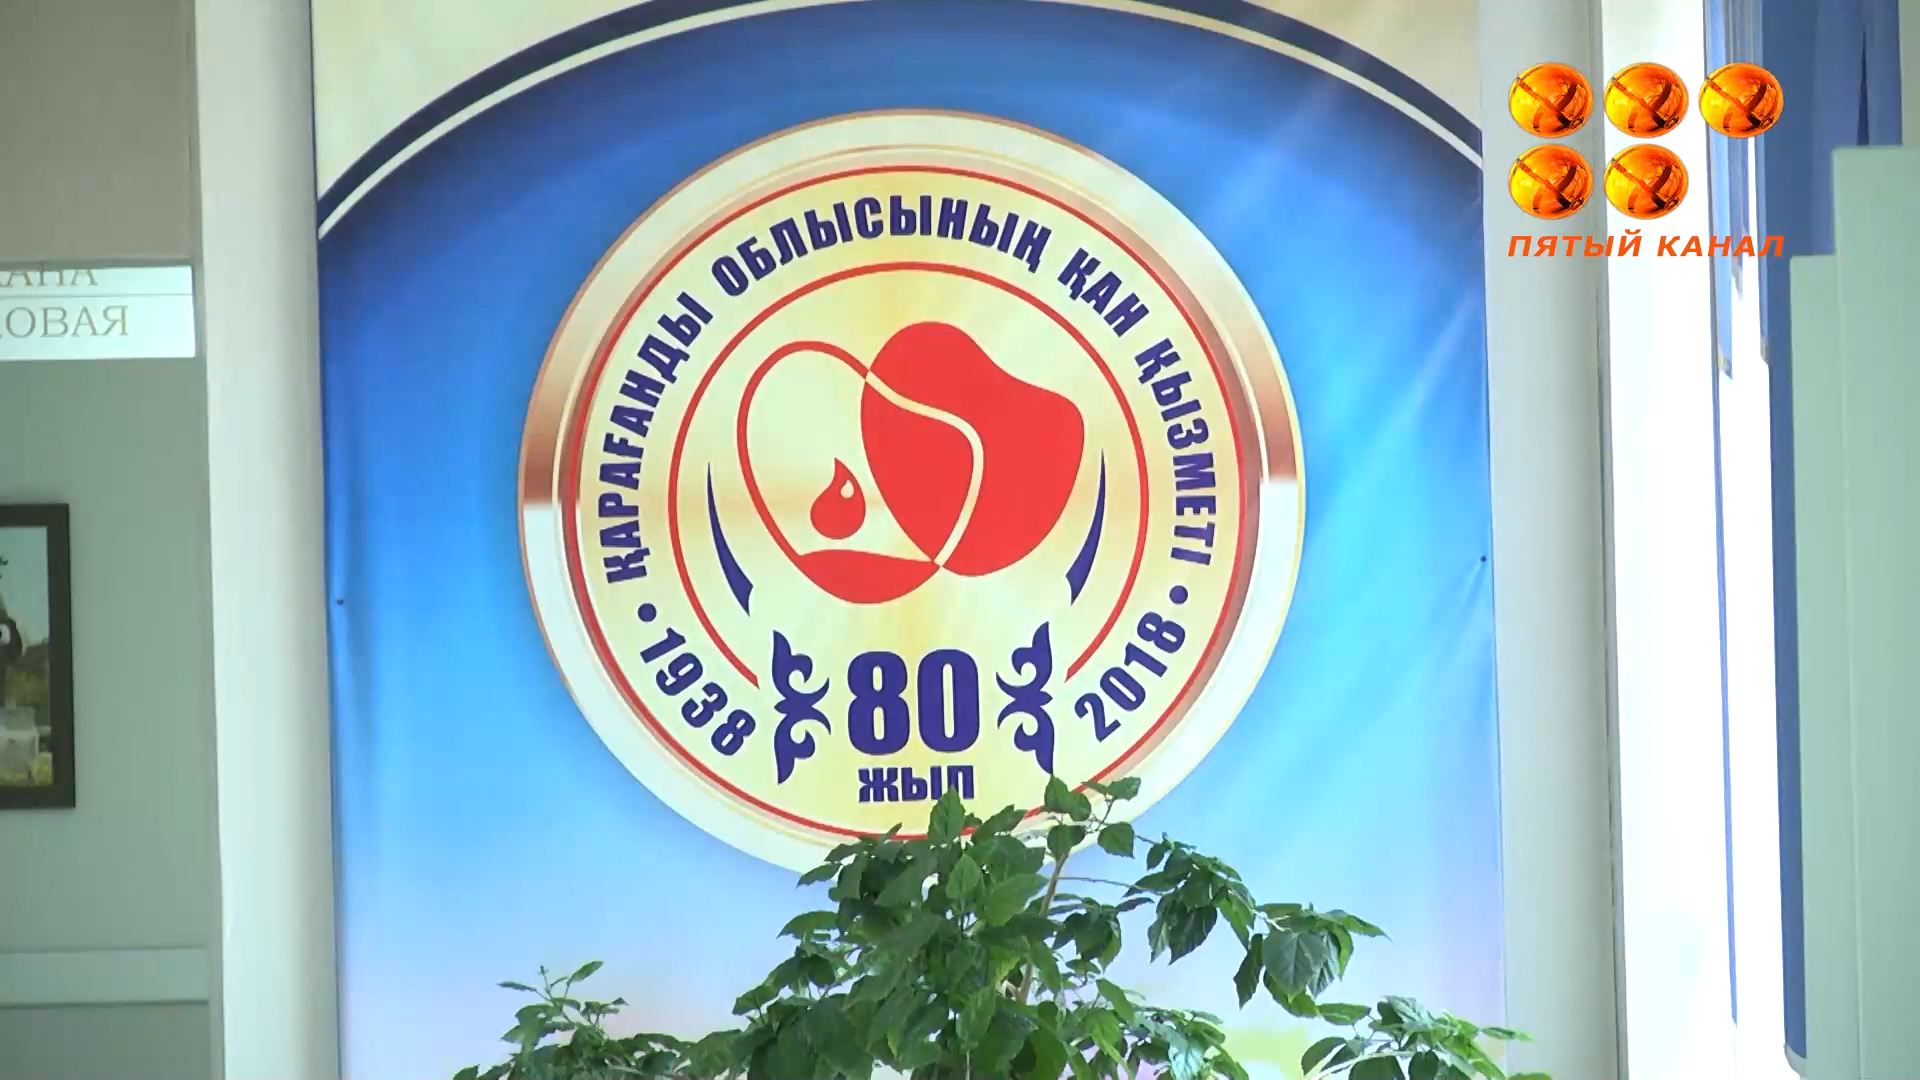 ҚАРАҒАНДЫ ОБЛЫСЫНЫҢ ҚАН ҚЫЗМЕТІ
• 1938
2018 •
80
ЖЫЛ
ПЯТЫЙ КАНАЛ